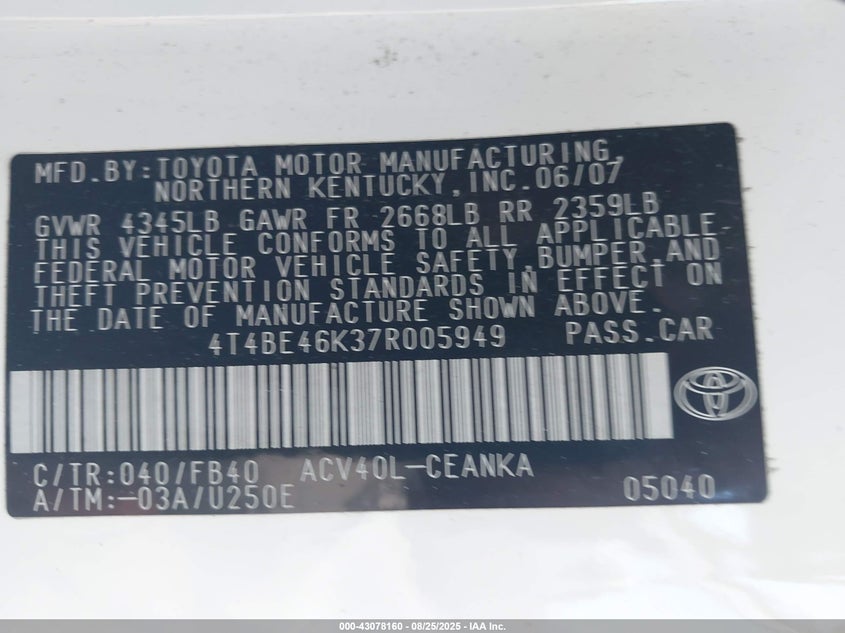 MFD.BY:TOYOTA MOTOR MANUFACTURING,
NORTHERN KENTUCKY,INC.06/07
GVWR 4345LB GAWR FR 2668LB RR 2359LB
THIS VEHICLE CONFORMS TO ALL APPLICABLE
FEDERAL MOTOR VEHICLE SAFETY,BUMPER,AND
THEFT PREVENTION STANDARDS IN EFFECT ON
THE DATE OF MANUFACTURE SHOWN ABOVE.
4T4BE46K37R005949 PASS.CAR
C/TR:040/FB40 ACV40L-CEANKA
A/TM:-03A/U250E 05040
000-43078160 - 08/25/2025 - IAA Inc.